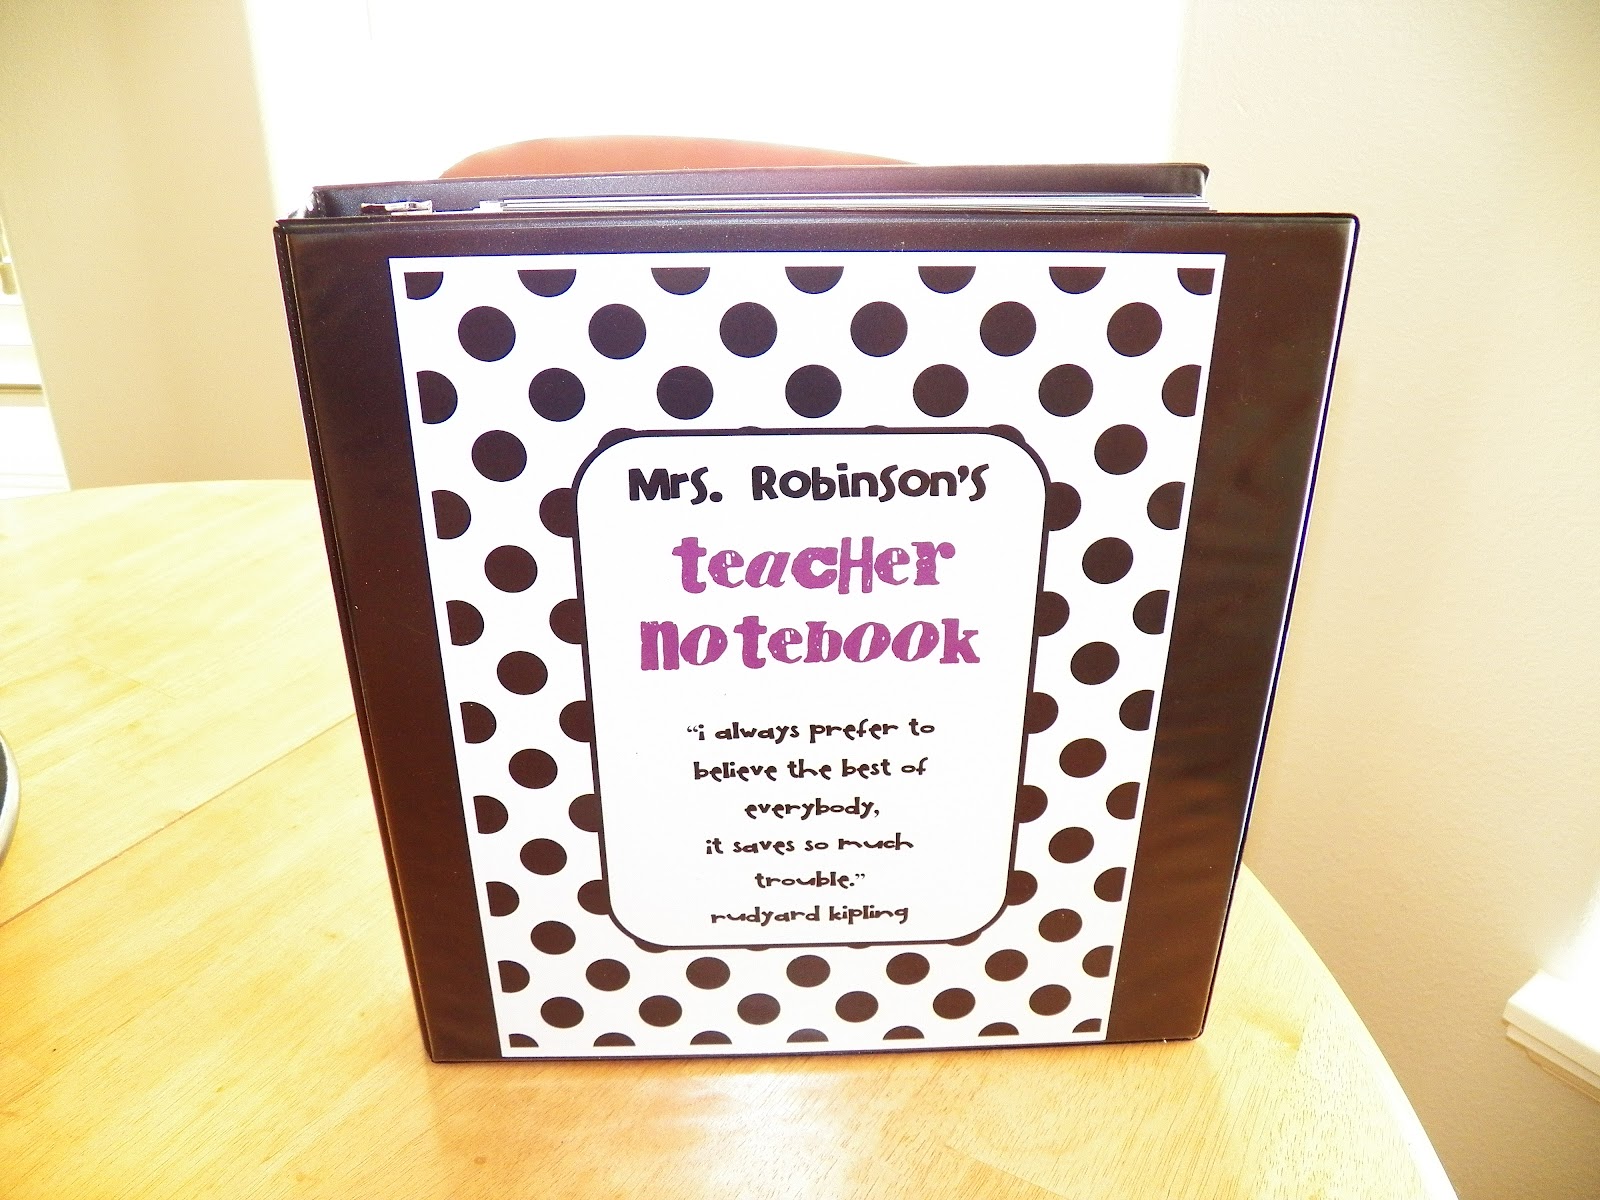 Mrs. Robinson's
teacHer
notebook
"i always prefer to
believe the best of
everybody,
it saves so much
trouble."
rudyard kipling